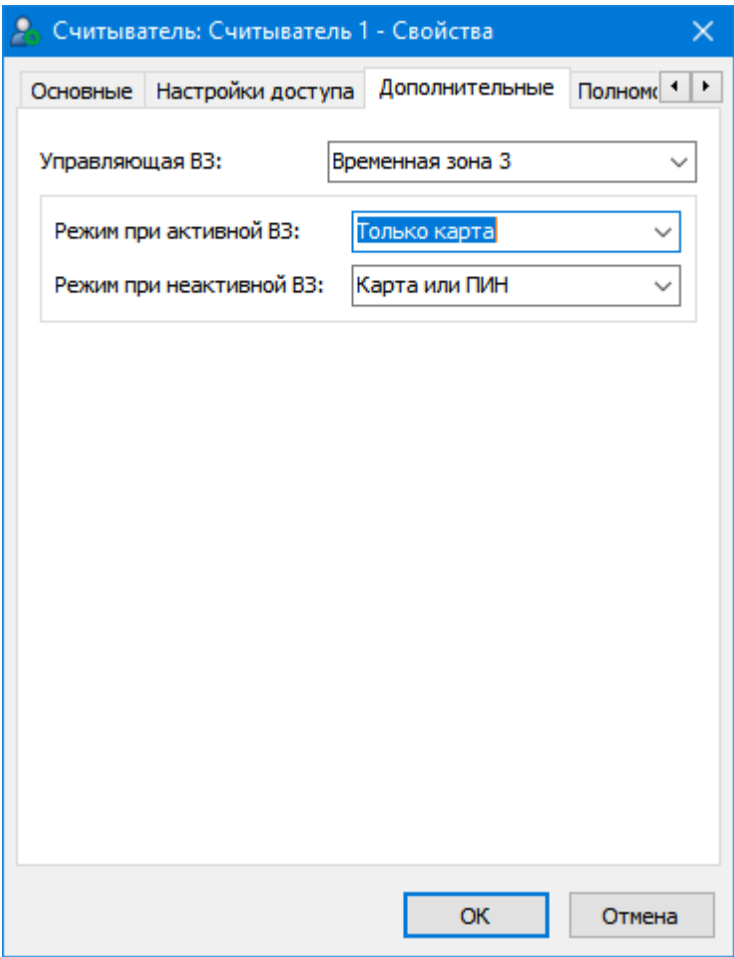 Считыватель: Считыватель 1 - Свойства
Основные Настройки доступа Дополнительные
Управляющая ВЗ: Временная зона 3
Режим при активной ВЗ: Только карта
Режим при неактивной ВЗ: Карта или ПИН
ОК Отмена